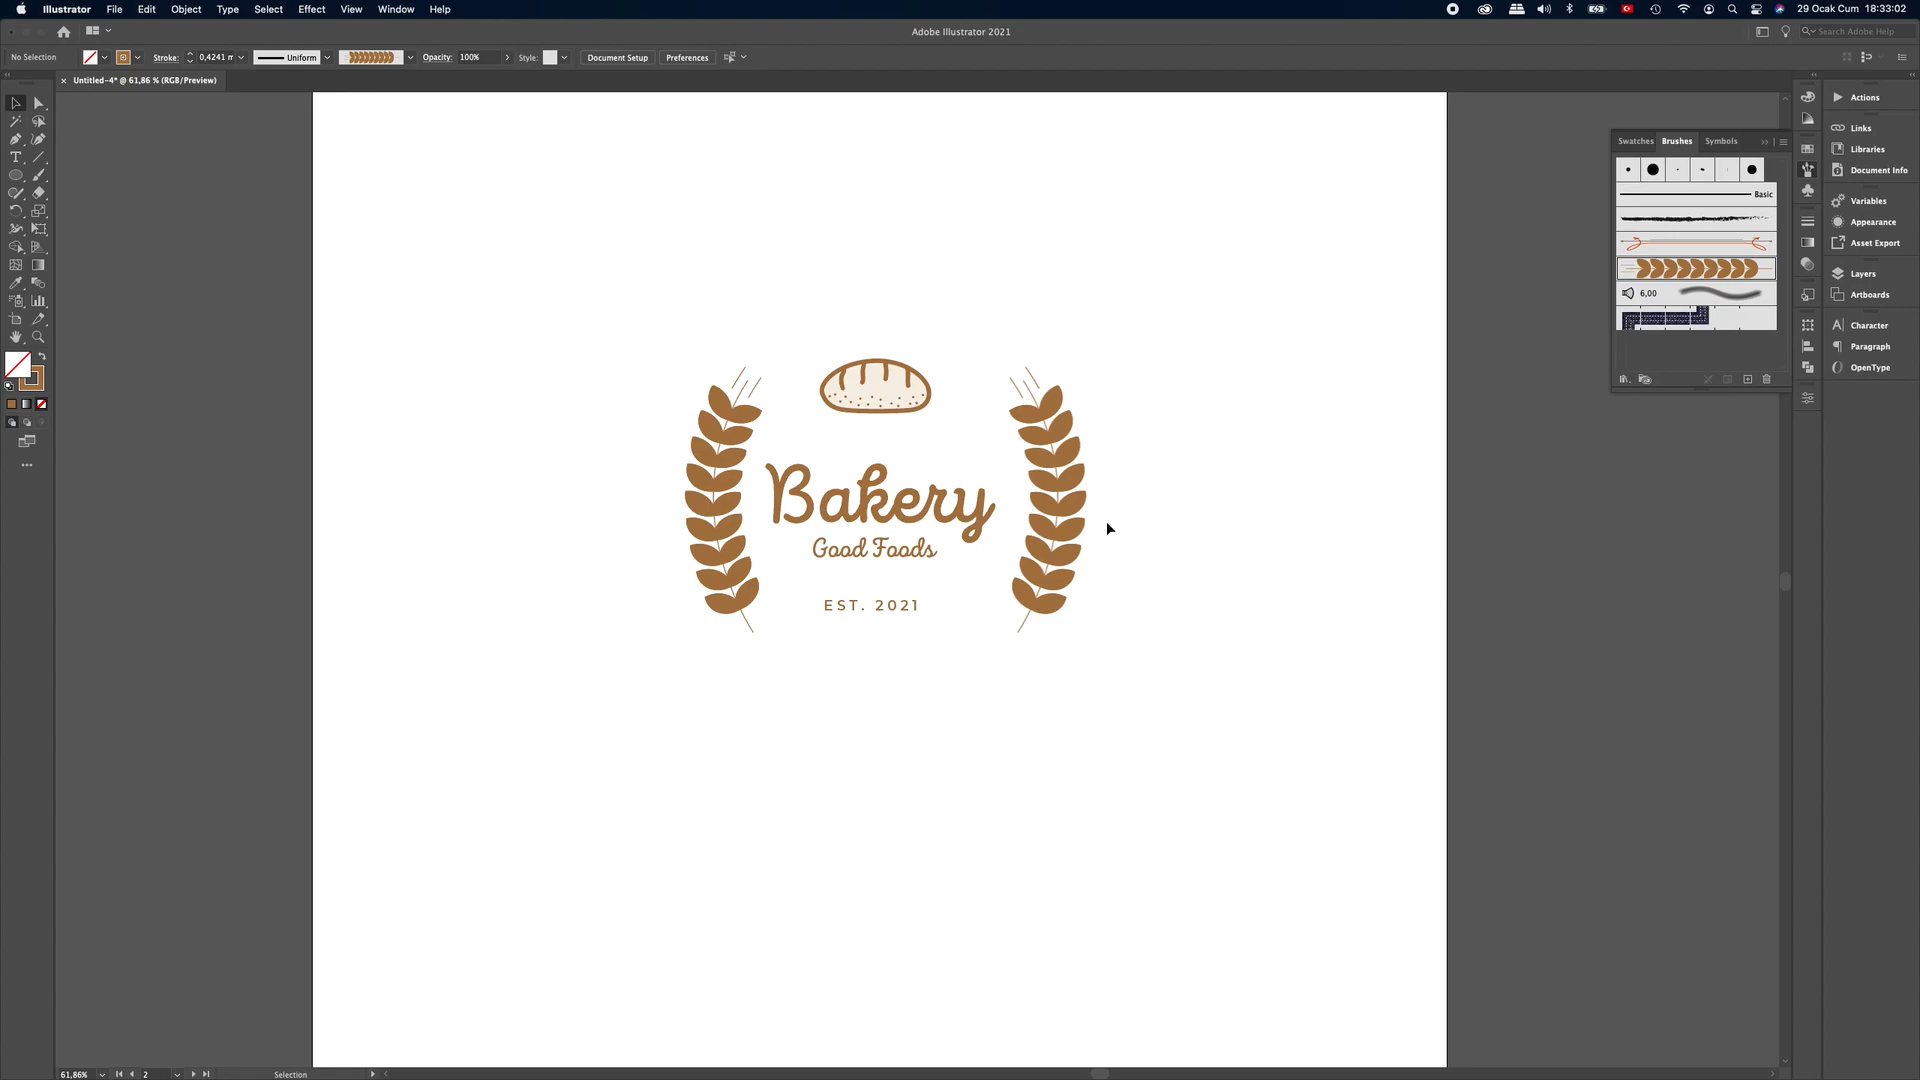 Illustrator File Edit Object Type Select Effect View Window Help
29 Ocak Cum 18:33:02
Adobe Illustrator 2021
Search Adobe Help
No Selection
Stroke: 0,4241 m
Uniform
Opacity: 100%
Style:
Document Setup
Preferences
Untitled-4* @ 61,86 % (RGB/Preview)
Swatches Brushes Symbols
Basic
6,00
Actions
Links
Libraries
Document Info
Variables
Appearance
Asset Export
Layers
Artboards
Character
Paragraph
OpenType
Bakery
Good Foods
EST. 2021
61,86%
2
Selection